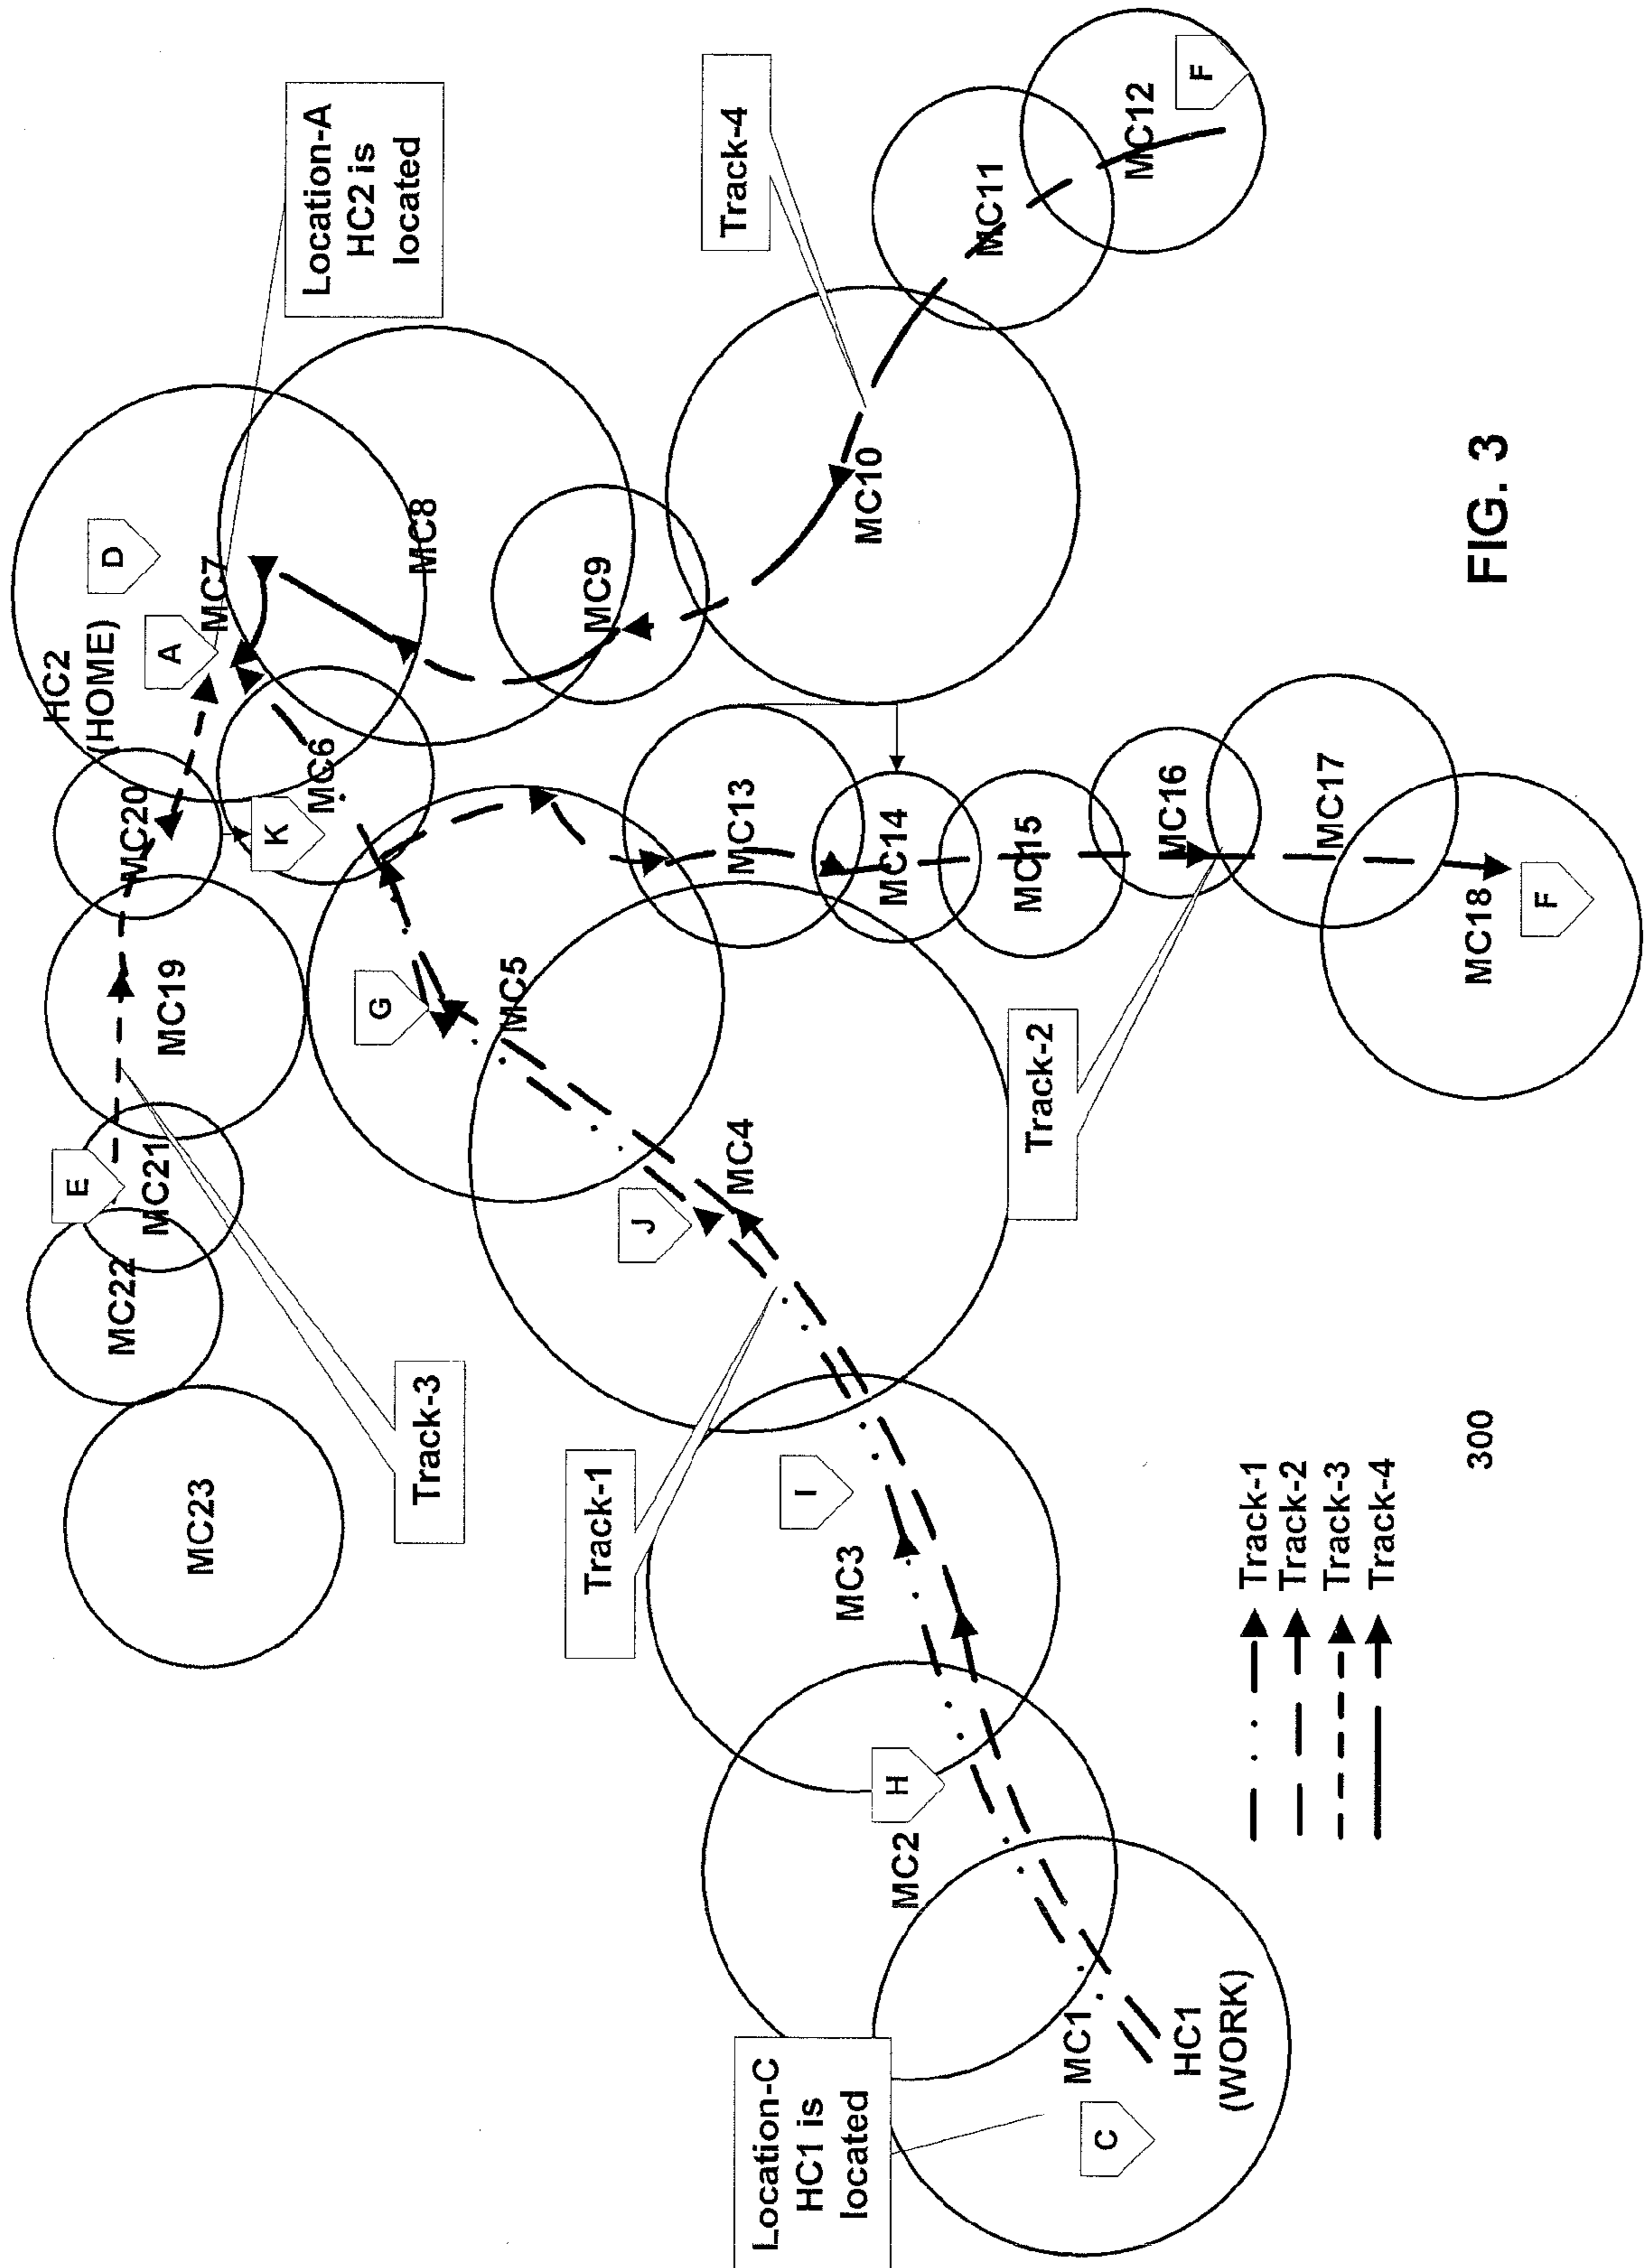 MC23
MC22
E
MC21
MC19
MC20
HC2
(HOME)
A
D
MC7
Location-A
HC2 is
located
Track-3
G
K
MC6
MC8
MC5
MC9
Track-4
Track-1
J
MC4
MC13
MC10
MC11
MC12
F
Location-C
HC1 is
located
MC2
H
I
MC3
MC14
MC15
MC16
MC17
MC18
F
Track-2
MC1
C
HC1
(WORK)
Track-1
Track-2
Track-3
Track-4
300
FIG. 3